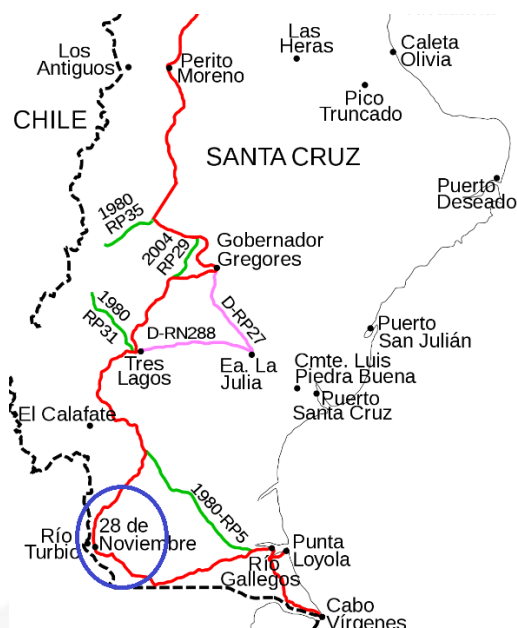 Los
Antiguos
Perito
Moreno
Las
Heras
Caleta
Olivia
Pico
Truncado
CHILE
SANTA CRUZ
Puerto
Deseado
1980
RP35
2004
RP29
Gobernador
Gregores
1980
RP31
D-RN288
D-RP27
Tres
Lagos
Ea. La
Julia
Puerto
San Julián
Cmte. Luis
Piedra Buena
Puerto
Santa Cruz
El Calafate
1980-RP5
28 de
Noviembre
Río
Turbio
Río
Gallegos
Punta
Loyola
Cabo
Vírgenes